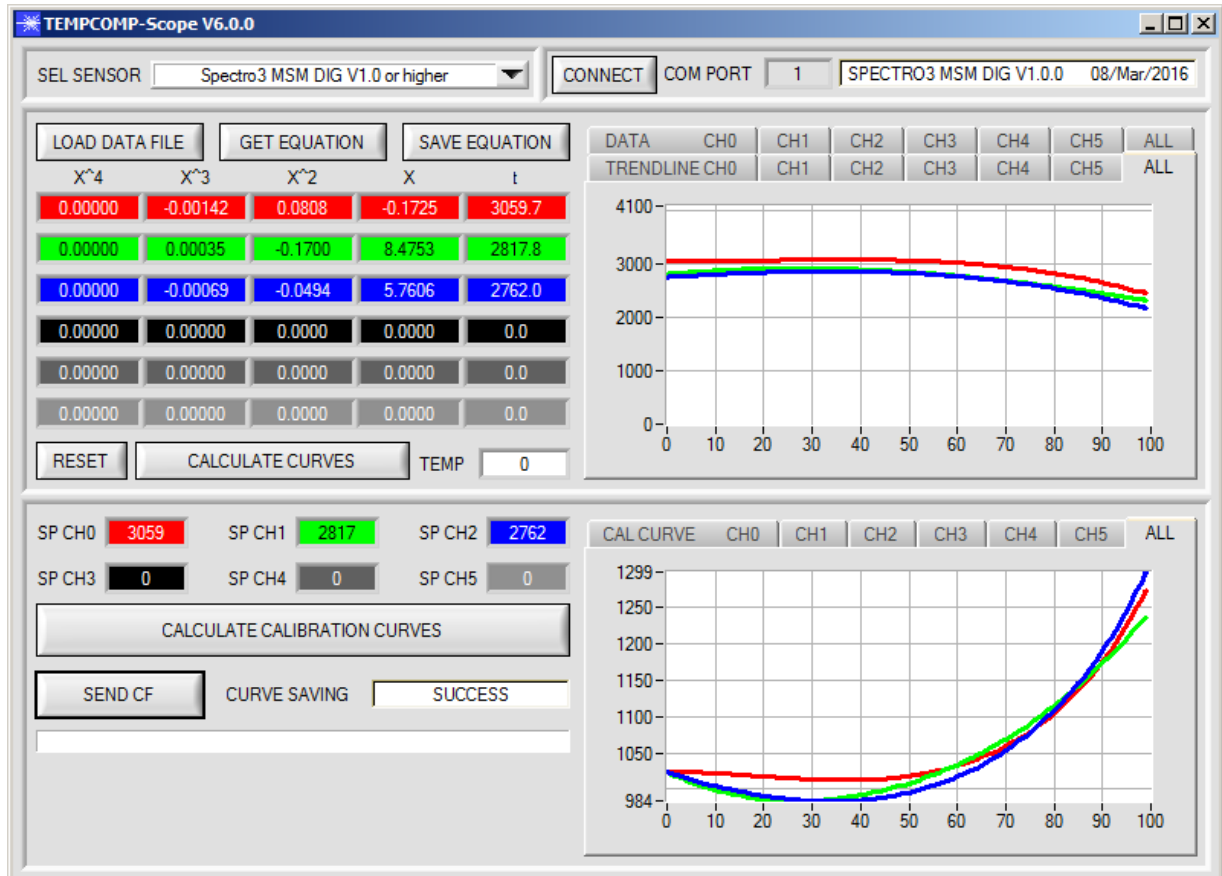 TEMPCOMP-Scope V6.0.0
SEL SENSOR Spectro3 MSM DIG V1.0 or higher CONNECT COM PORT 1 SPECTRO3 MSM DIG V1.0.0 08/Mar/2016
LOAD DATA FILE GET EQUATION SAVE EQUATION
X^4 X^3 X^2 X t
0.00000 -0.00142 0.0808 -0.1725 3059.7
0.00000 0.00035 -0.1700 8.4753 2817.8
0.00000 -0.00069 -0.0494 5.7606 2762.0
0.00000 0.00000 0.0000 0.0000 0.0
0.00000 0.00000 0.0000 0.0000 0.0
0.00000 0.00000 0.0000 0.0000 0.0
RESET CALCULATE CURVES TEMP 0
DATA CH0 CH1 CH2 CH3 CH4 CH5 ALL
TRENDLINE CH0 CH1 CH2 CH3 CH4 CH5 ALL
4100
3000
2000
1000
0
0 10 20 30 40 50 60 70 80 90 100
SP CH0 3059 SP CH1 2817 SP CH2 2762
SP CH3 0 SP CH4 0 SP CH5 0
CALCULATE CALIBRATION CURVES
SEND CF CURVE SAVING SUCCESS
CAL CURVE CH0 CH1 CH2 CH3 CH4 CH5 ALL
1299
1250
1200
1150
1100
1050
984
0 10 20 30 40 50 60 70 80 90 100